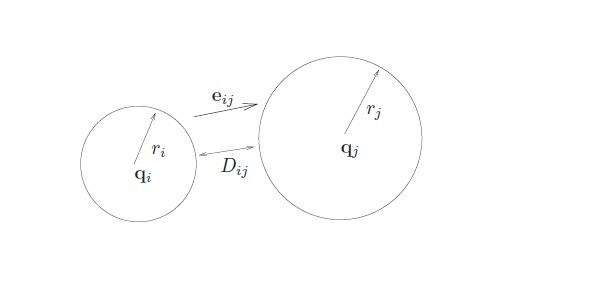 e_ij
r_j
r_i
q_j
D_ij
q_i